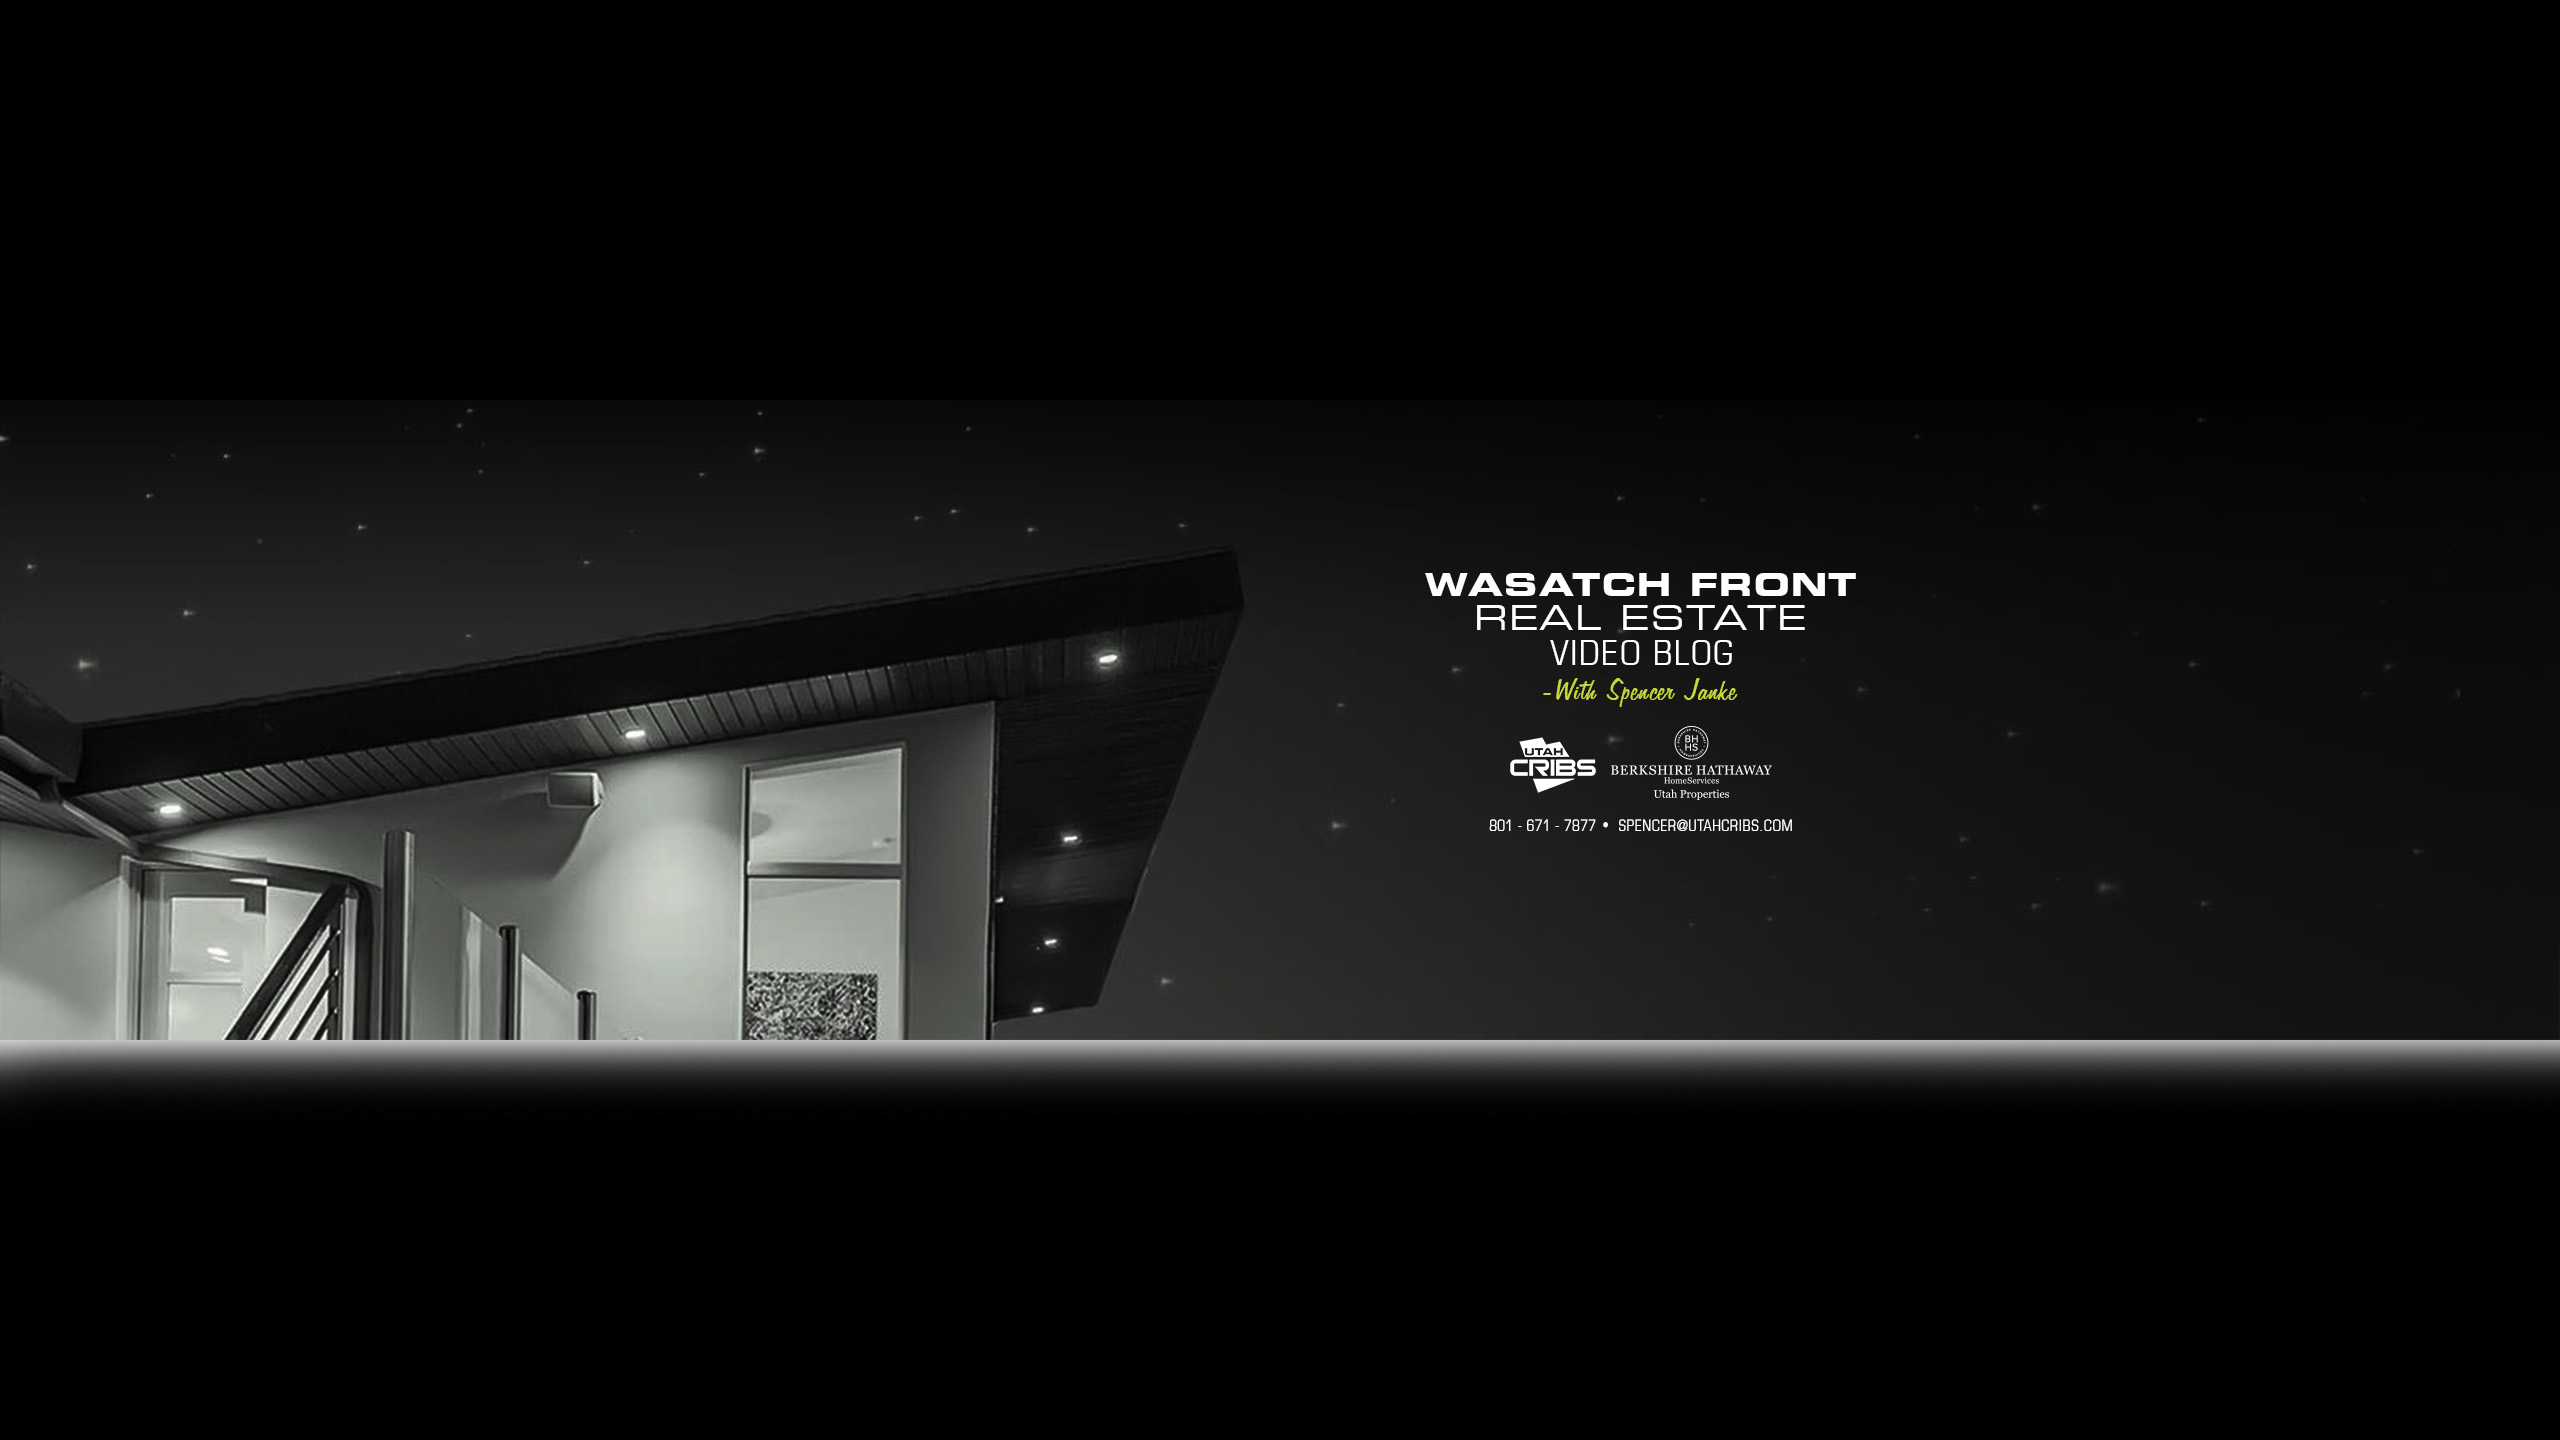 WASATCH FRONT
REAL ESTATE
VIDEO BLOG
-With Spencer Janke
UTAH
CRIBS
BH
HS
BERKSHIRE HATHAWAY
HomeServices
Utah Properties
801 - 671 - 7877 • SPENCER@UTAHCRIBS.COM